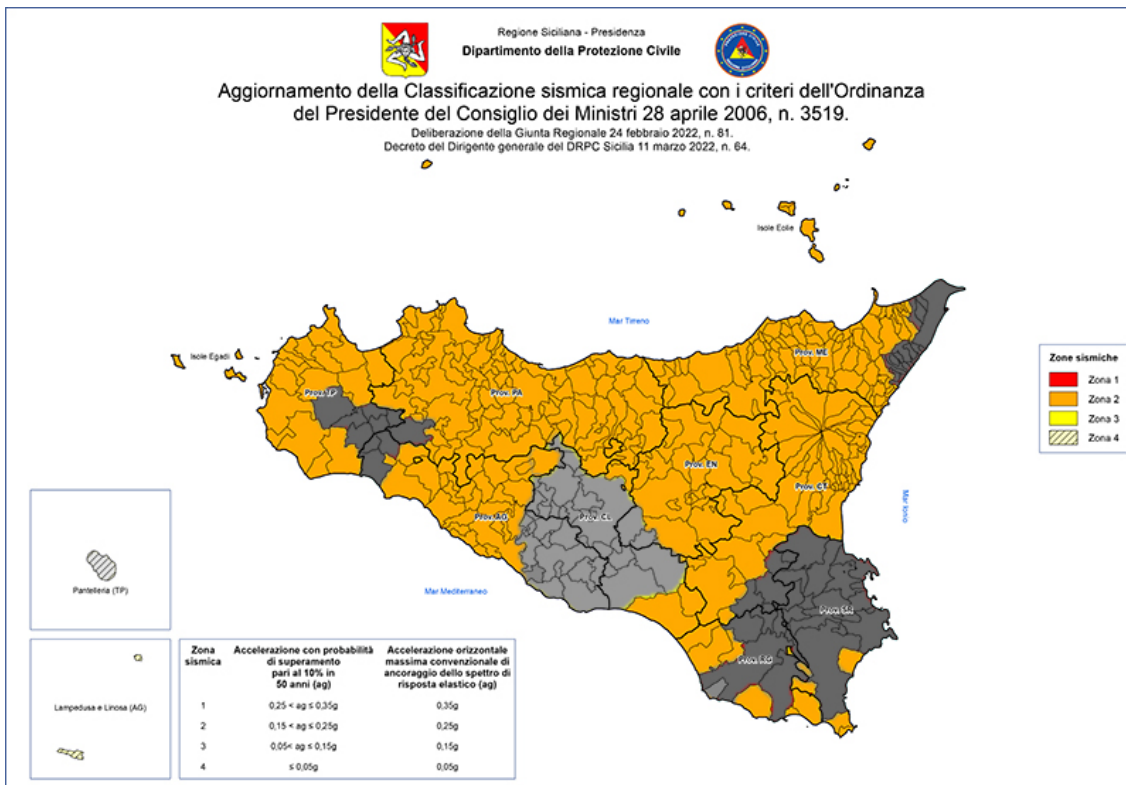 Regione Siciliana - Presidenza
Dipartimento della Protezione Civile
Aggiornamento della Classificazione sismica regionale con i criteri dell'Ordinanza
del Presidente del Consiglio dei Ministri 28 aprile 2006, n. 3519.
Deliberazione della Giunta Regionale 24 febbraio 2022, n. 81.
Decreto del Dirigente generale del DRPC Sicilia 11 marzo 2022, n. 64.
Isole Eolie
Mar Tirreno
Isole Egadi
Prov. ME
Prov. TP
Prov. PA
Prov. EN
Prov. CT
Prov. AG
Prov. CL
Mar Ionio
Mar Mediterraneo
Prov. SR
Prov. RG
Zone sismiche
Zona 1
Zona 2
Zona 3
Zona 4
Pantelleria (TP)
Lampedusa e Linosa (AG)
Zona sismica
Accelerazione con probabilità di superamento pari al 10% in 50 anni (ag)
Accelerazione orizzontale massima convenzionale di ancoraggio dello spettro di risposta elastico (ag)
1 0,25 < ag ≤ 0,35g 0,35g
2 0,15 < ag ≤ 0,25g 0,25g
3 0,05< ag ≤ 0,15g 0,15g
4 ≤ 0,05g 0,05g